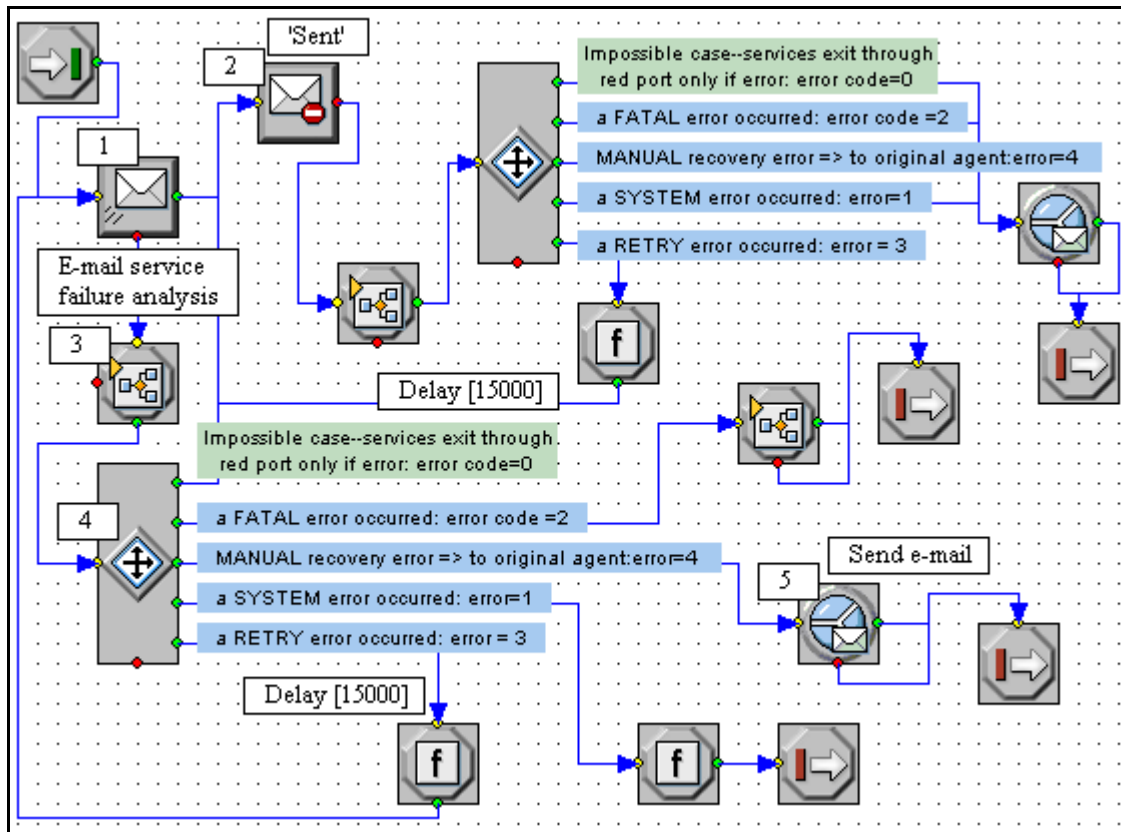 'Sent'
2
Impossible case--services exit through
red port only if error: error code=0
a FATAL error occurred: error code =2
MANUAL recovery error => to original agent:error=4
a SYSTEM error occurred: error=1
a RETRY error occurred: error = 3
1
E-mail service
failure analysis
3
f
Delay [15000]
Impossible case--services exit through
red port only if error: error code=0
4
a FATAL error occurred: error code =2
MANUAL recovery error => to original agent:error=4
a SYSTEM error occurred: error=1
a RETRY error occurred: error = 3
Send e-mail
5
Delay [15000]
f
f